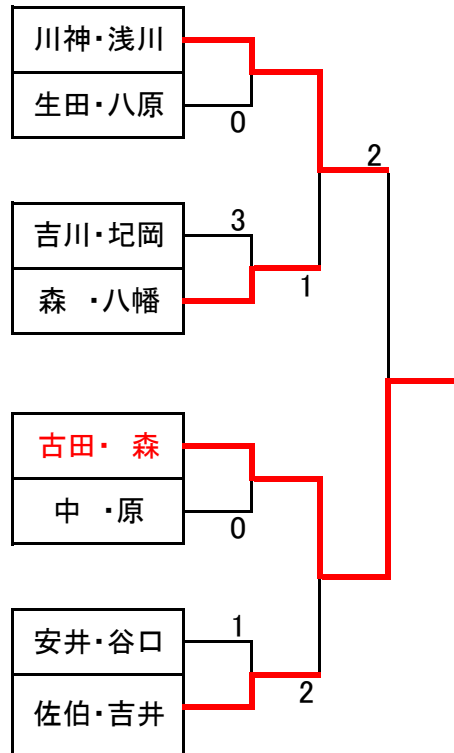 川神・浅川
生田・八原
0
2
吉川・圮岡
3
森　・八幡
1
古田・　森
中　・原
0
安井・谷口
1
佐伯・吉井
2